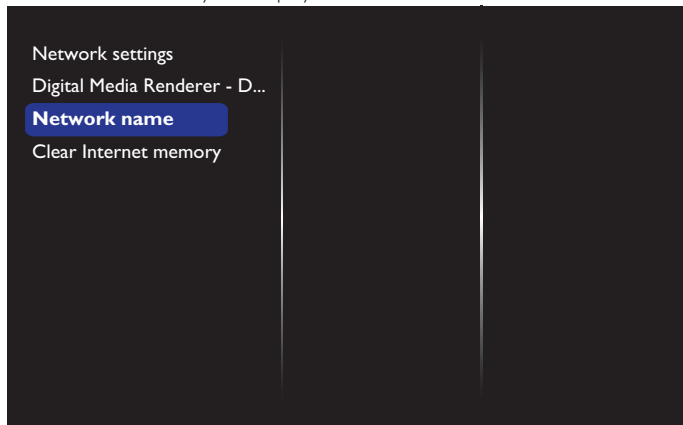 Network settings
Digital Media Renderer - D...
Network name
Clear Internet memory